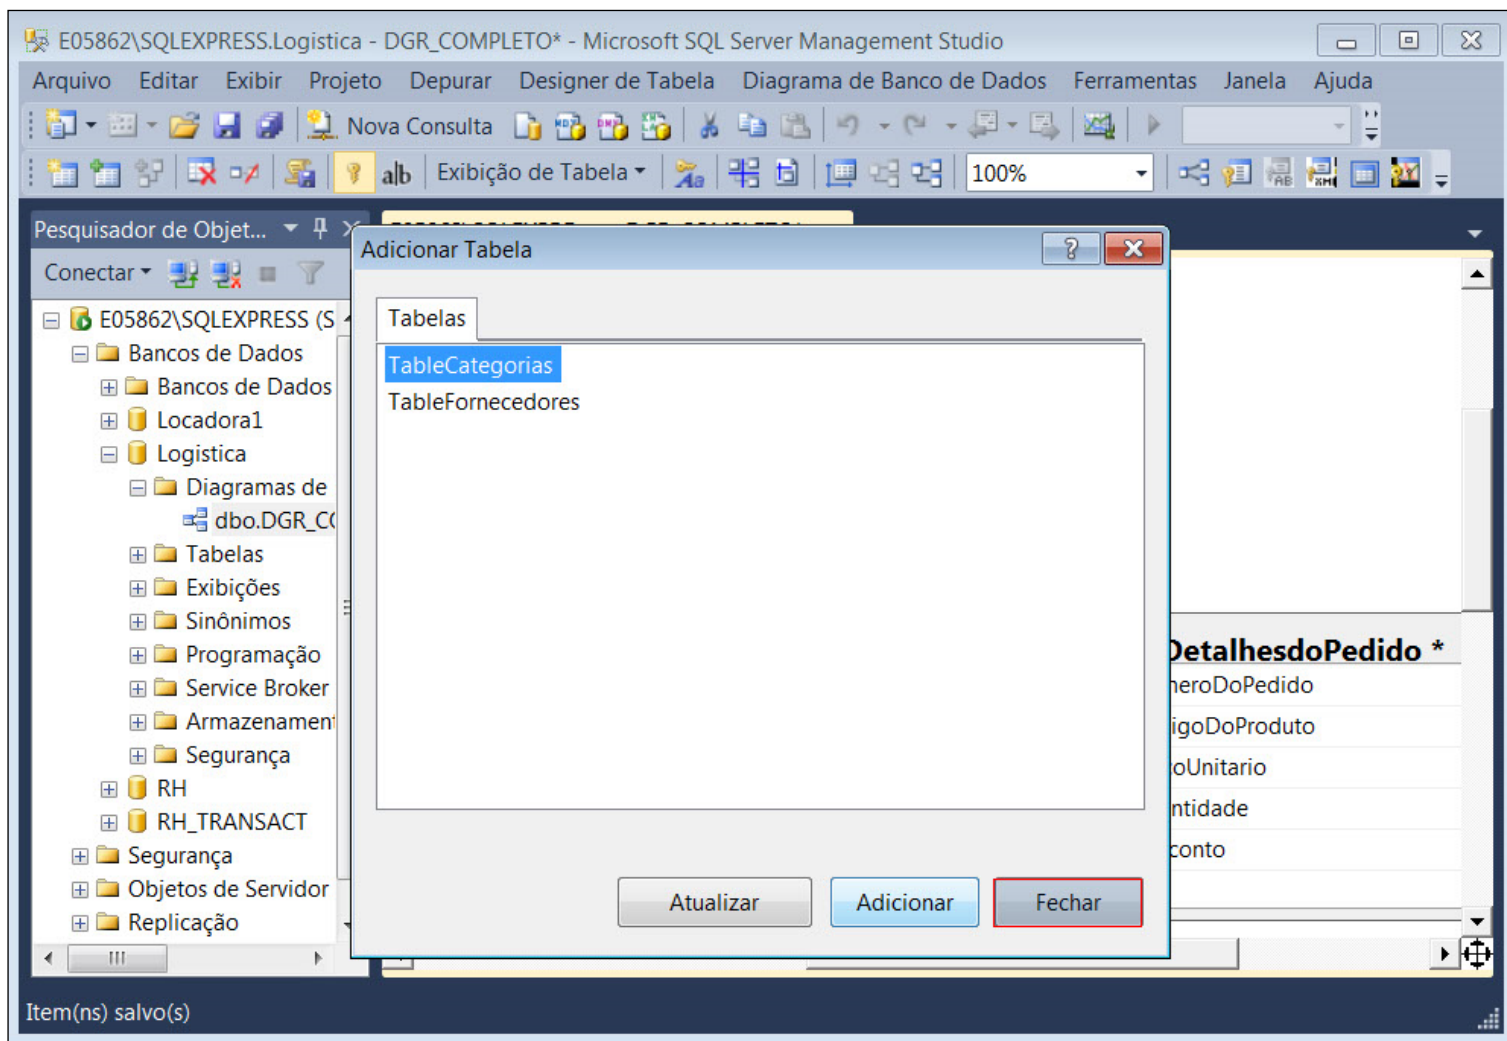 E05862\SQLEXPRESS.Logistica - DGR_COMPLETO* - Microsoft SQL Server Management Studio
Arquivo Editar Exibir Projeto Depurar Designer de Tabela Diagrama de Banco de Dados Ferramentas Janela Ajuda
Nova Consulta
Exibição de Tabela 100%
Pesquisador de Objet...
Conectar
E05862\SQLEXPRESS (S
Bancos de Dados
Bancos de Dados
Locadora1
Logistica
Diagramas de
dbo.DGR_C
Tabelas
Exibições
Sinônimos
Programação
Service Broker
Armazenament
Segurança
RH
RH_TRANSACT
Segurança
Objetos de Servidor
Replicação
Adicionar Tabela
Tabelas
TableCategorias
TableFornecedores
Atualizar Adicionar Fechar
DetalhesdoPedido *
neroDoPedido
igoDoProduto
oUnitario
ntidade
conto
Item(ns) salvo(s)